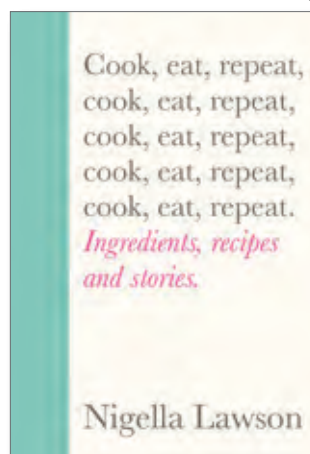 Cook, eat, repeat,
cook, eat, repeat,
cook, eat, repeat,
cook, eat, repeat,
cook, eat, repeat.
Ingredients, recipes
and stories.
Nigella Lawson